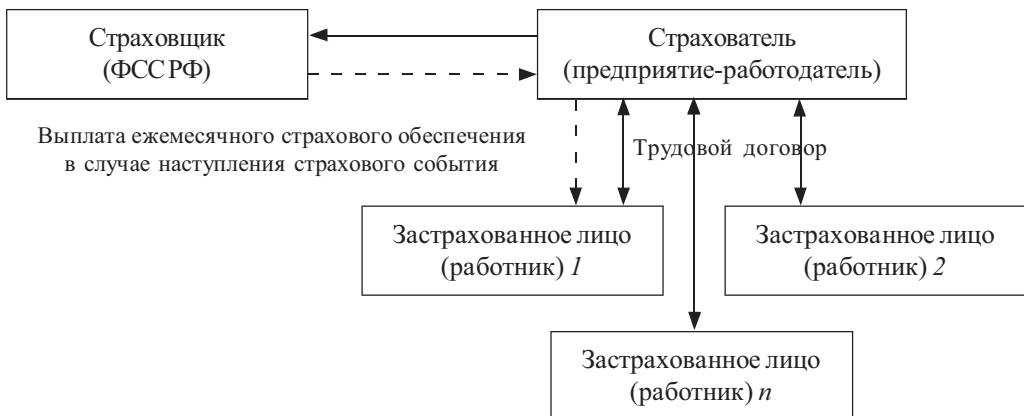 Страховщик
(ФСС РФ)
Страхователь
(предприятие-работодатель)
Выплата ежемесячного страхового обеспечения
в случае наступления страхового события
Трудовой договор
Застрахованное лицо
(работник) 1
Застрахованное лицо
(работник) 2
Застрахованное лицо
(работник) n